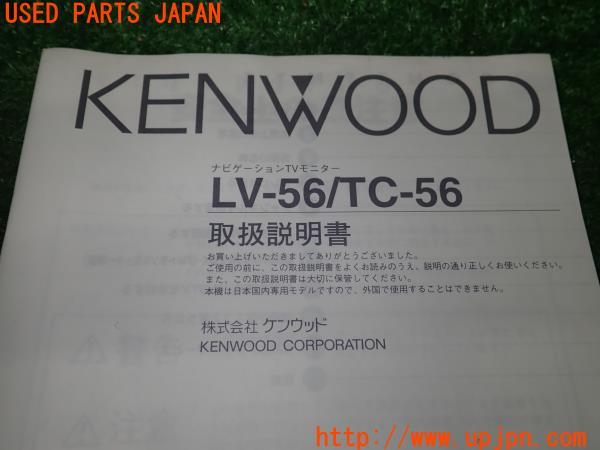 USED PARTS JAPAN
KENWOOD
ナビゲーションTVモニター
LV-56/TC-56
取扱説明書
お買い上げいただきましてありがとうございました。
ご使用の前に、この取扱説明書をよくお読みのうえ、説明の通り正しくお使いください。
また、この取扱説明書は大切に保管してください。
本機は日本国内専用モデルですので、外国で使用することはできません。
株式会社 ケンウッド
KENWOOD CORPORATION
http://www.upjpn.com/